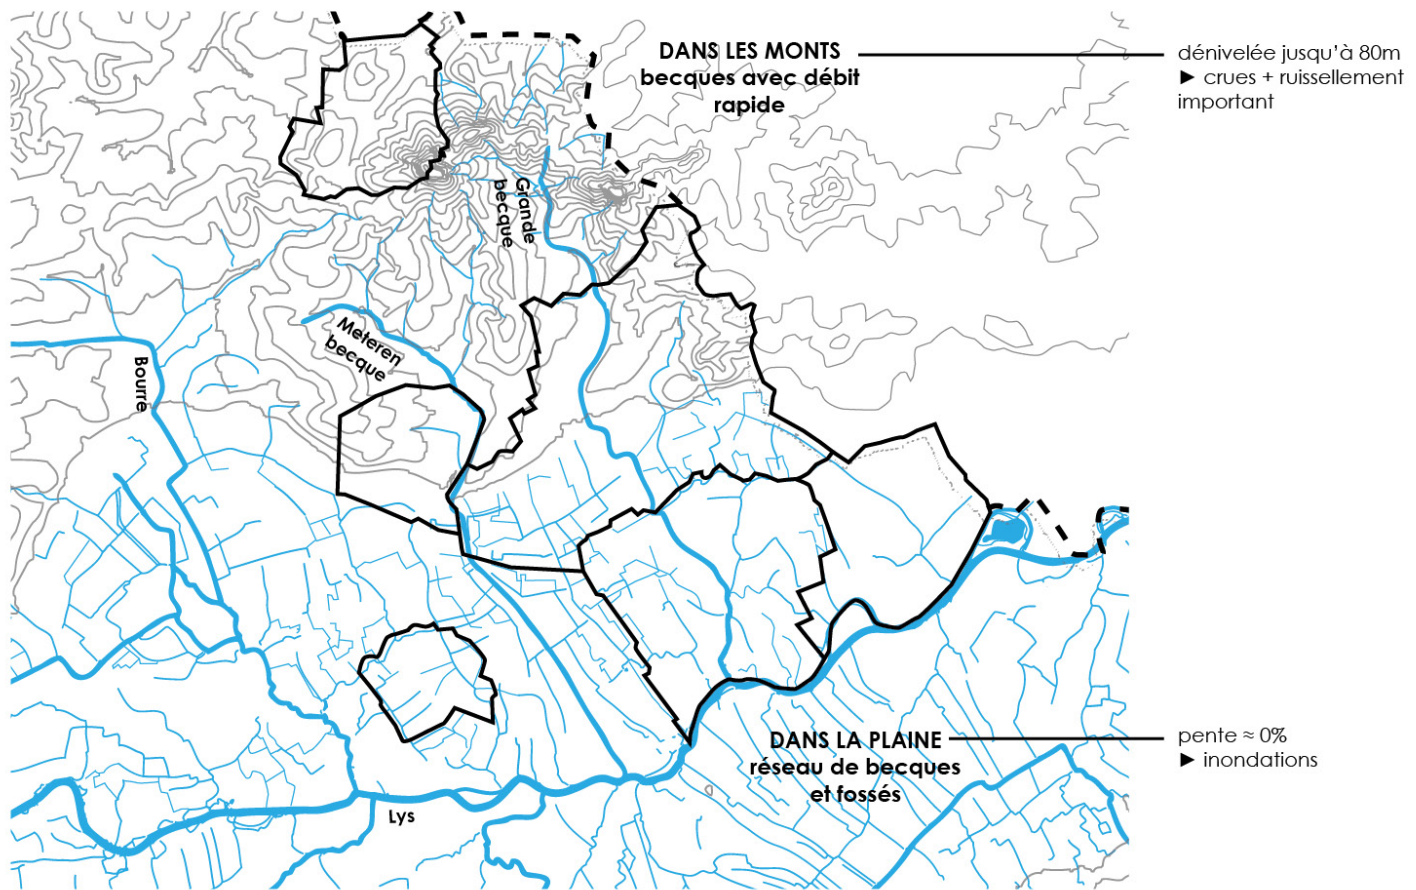 DANS LES MONTS
becques avec débit
rapide
dénivelée jusqu'à 80m
► crues + ruissellement
important
Grande
becque
Meteren
becque
Bourre
DANS LA PLAINE
réseau de becques
et fossés
pente ≈ 0%
► inondations
Lys